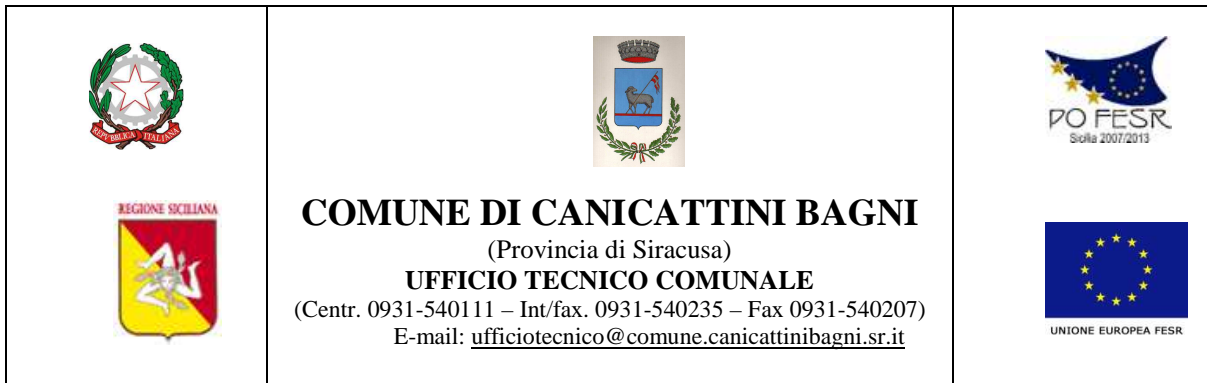 REPVBBLICA ITALIANA
REGIONE SICILIANA
COMUNE DI CANICATTINI BAGNI
(Provincia di Siracusa)
UFFICIO TECNICO COMUNALE
(Centr. 0931-540111 – Int/fax. 0931-540235 – Fax 0931-540207)
E-mail: ufficiotecnico@comune.canicattinibagni.sr.it
PO FESR
Sicilia 2007/2013
UNIONE EUROPEA FESR